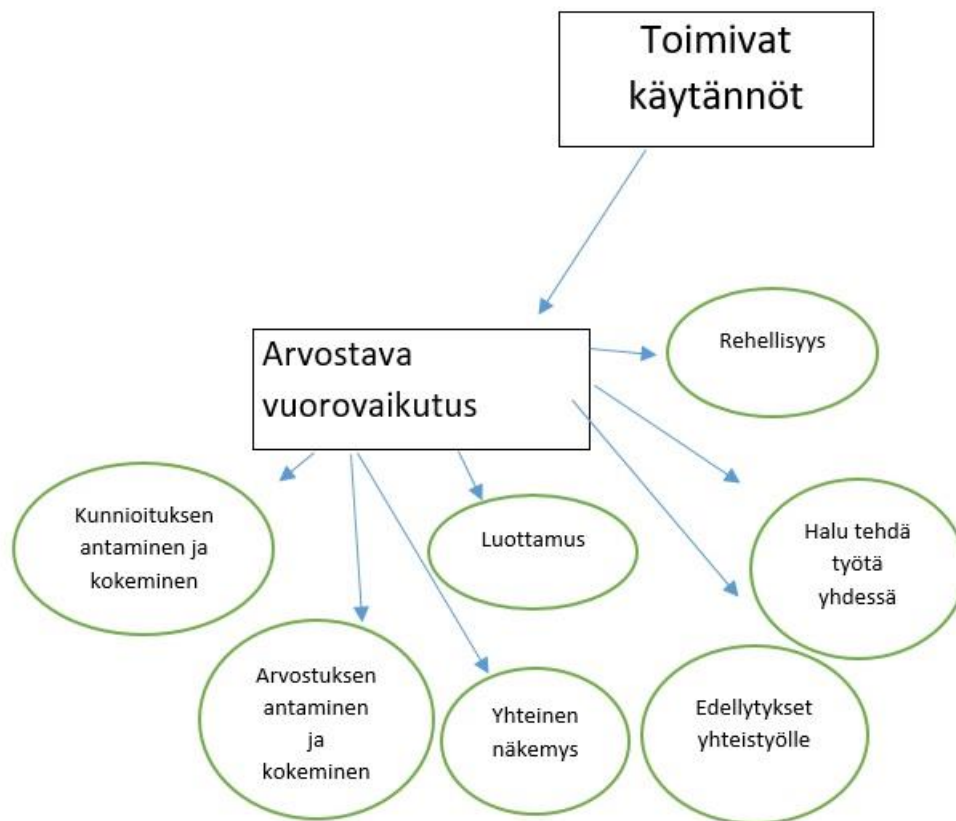 Toimivat
käytännöt
Arvostava
vuorovaikutus
Rehellisyys
Kunnioituksen
antaminen ja
kokeminen
Luottamus
Halu tehdä
työtä
yhdessä
Arvostuksen
antaminen
ja
kokeminen
Yhteinen
näkemys
Edellytykset
yhteistyölle